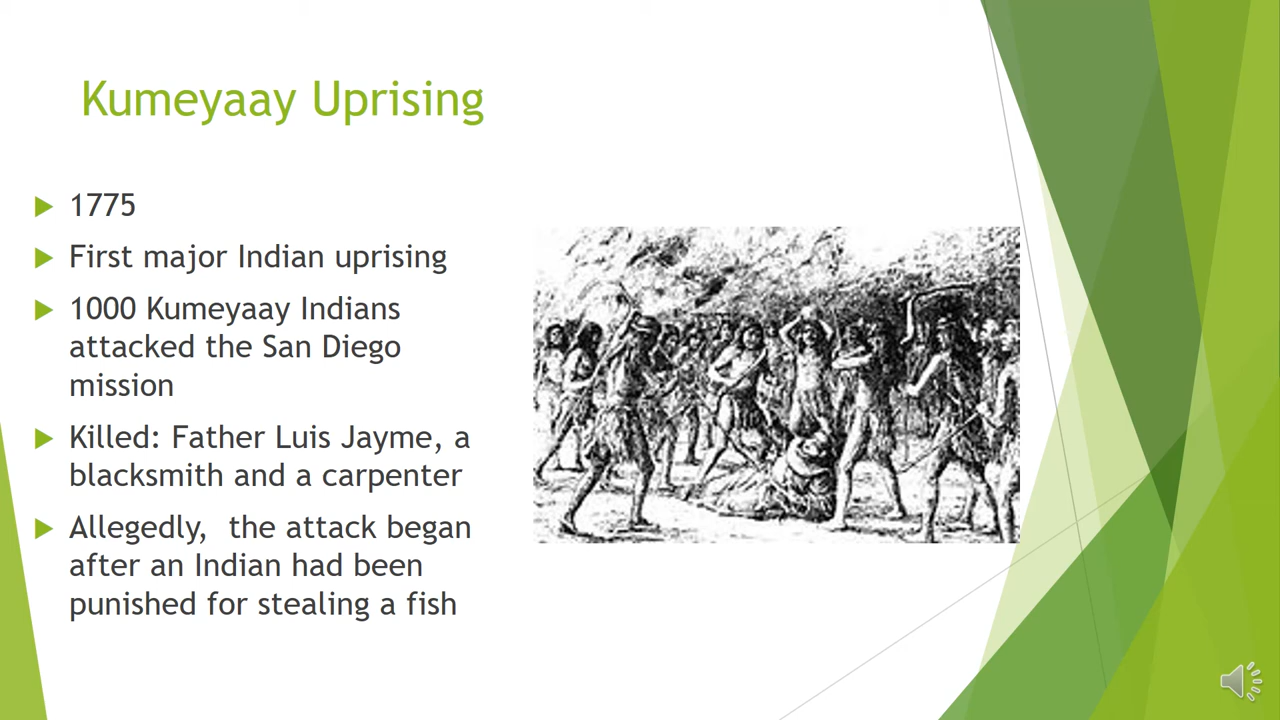 Kumeyaay Uprising
1775
First major Indian uprising
1000 Kumeyaay Indians
attacked the San Diego
mission
Killed: Father Luis Jayme, a
blacksmith and a carpenter
Allegedly,  the attack began
after an Indian had been
punished for stealing a fish